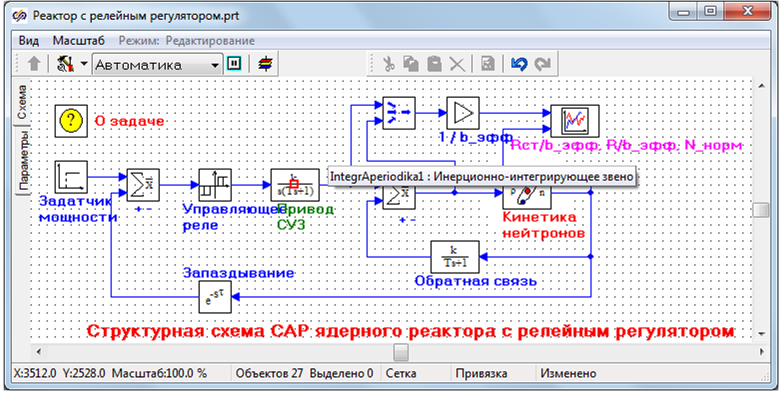 Реактор с релейным регулятором.prt
Вид Масштаб Режим: Редактирование
Автоматика
Схема
Параметры
?
О задаче
1/b_эфф
Rст/b_эфф, R/b_эфф, N_норм
Задатчик
мощности
Σx̄
+ -
Управляющее
реле
k
s(Ts+1)
Привод
СУЗ
IntegrAperiodika1 : Инерционно-интегрирующее звено
Σx̄
+ -
ρ n
Кинетика
нейтронов
k
Ts+1
Обратная связь
Запаздывание
e^-sτ
Структурная схема САР ядерного реактора с релейным регулятором
X:3512.0 Y:2528.0 Масштаб:100.0 % Объектов 27 Выделено 0 Сетка Привязка Изменено